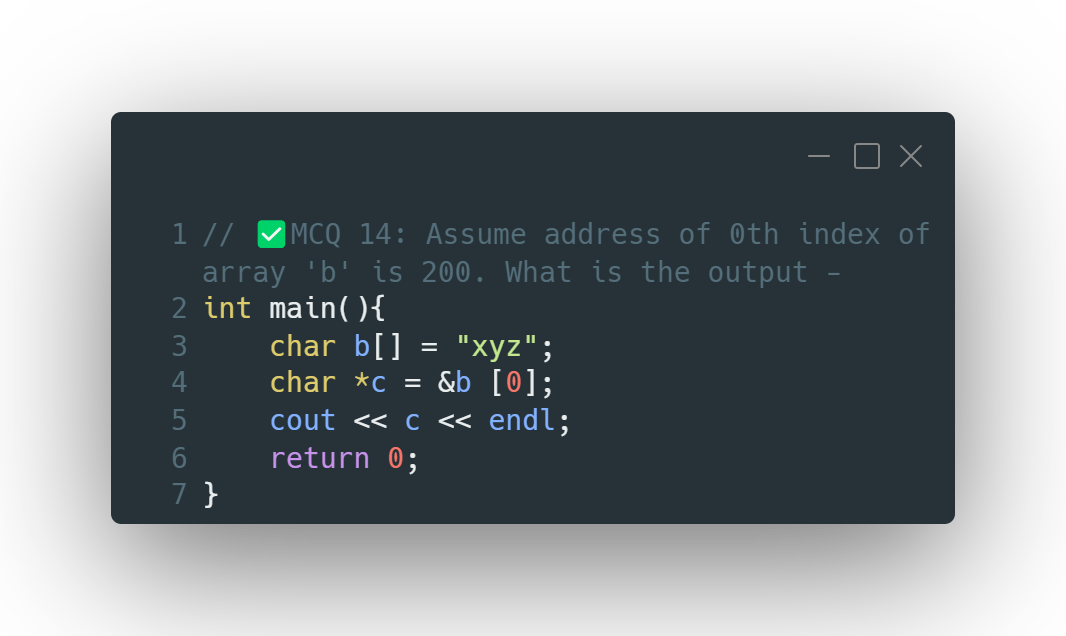 1 // ✅MCQ 14: Assume address of 0th index of
array 'b' is 200. What is the output -
2 int main(){
3     char b[] = "xyz";
4     char *c = &b [0];
5     cout << c << endl;
6     return 0;
7 }